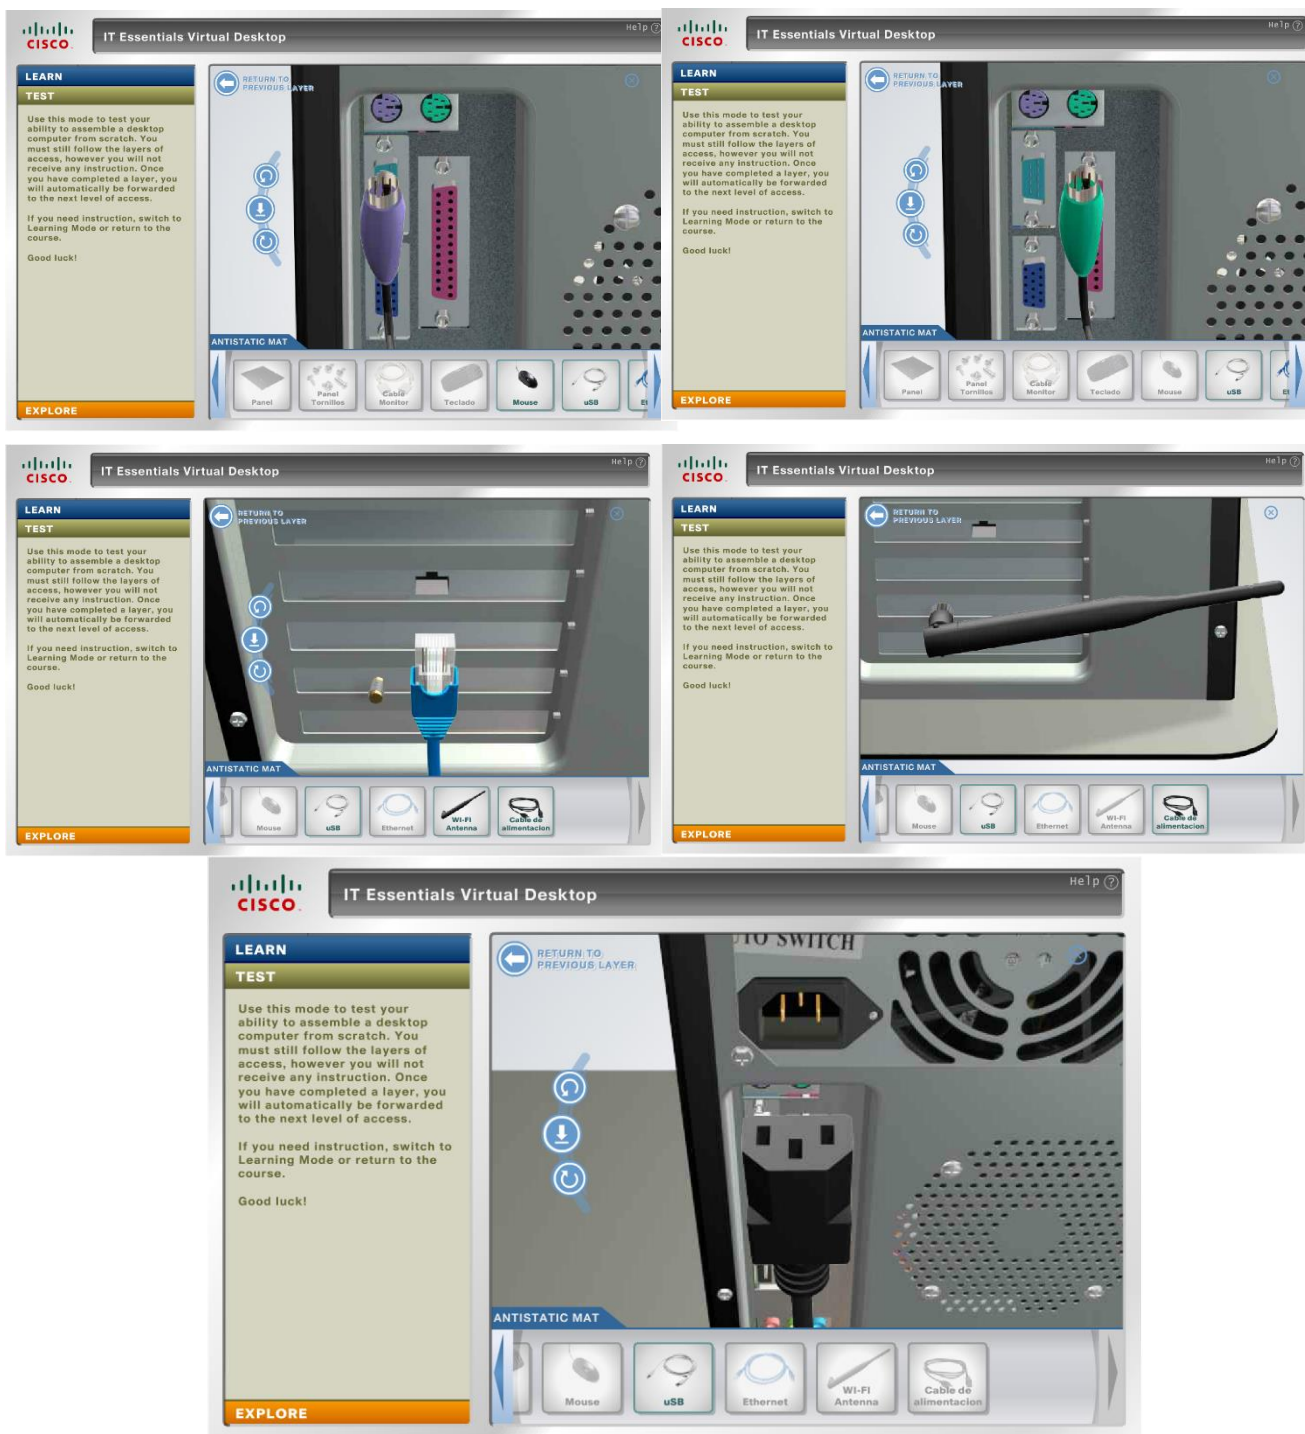 CISCO
IT Essentials Virtual Desktop
Help ?
LEARN
TEST
Use this mode to test your
ability to assemble a desktop
computer from scratch. You
must still follow the layers of
access, however you will not
receive any instruction. Once
you have completed a layer, you
will automatically be forwarded
to the next level of access.
If you need instruction, switch to
Learning Mode or return to the
course.
Good luck!
EXPLORE
RETURN TO
PREVIOUS LAYER
ANTISTATIC MAT
Panel
Panel
Tornillos
Cable
Monitor
Teclado
Mouse
uSB
Et
CISCO
IT Essentials Virtual Desktop
Help ?
LEARN
TEST
Use this mode to test your
ability to assemble a desktop
computer from scratch. You
must still follow the layers of
access, however you will not
receive any instruction. Once
you have completed a layer, you
will automatically be forwarded
to the next level of access.
If you need instruction, switch to
Learning Mode or return to the
course.
Good luck!
EXPLORE
RETURN TO
PREVIOUS LAYER
ANTISTATIC MAT
Panel
Panel
Tornillos
Cable
Monitor
Teclado
Mouse
uSB
CISCO
IT Essentials Virtual Desktop
Help ?
LEARN
TEST
Use this mode to test your
ability to assemble a desktop
computer from scratch. You
must still follow the layers of
access, however you will not
receive any instruction. Once
you have completed a layer, you
will automatically be forwarded
to the next level of access.
If you need instruction, switch to
Learning Mode or return to the
course.
Good luck!
EXPLORE
RETURN TO
PREVIOUS LAYER
ANTISTATIC MAT
Mouse
uSB
Ethernet
WI-FI
Antenna
Cable de
alimentacion
CISCO
IT Essentials Virtual Desktop
Help ?
LEARN
TEST
Use this mode to test your
ability to assemble a desktop
computer from scratch. You
must still follow the layers of
access, however you will not
receive any instruction. Once
you have completed a layer, you
will automatically be forwarded
to the next level of access.
If you need instruction, switch to
Learning Mode or return to the
course.
Good luck!
EXPLORE
RETURN TO
PREVIOUS LAYER
ANTISTATIC MAT
Mouse
uSB
Ethernet
WI-FI
Antenna
Cable de
alimentacion
CISCO
IT Essentials Virtual Desktop
Help ?
LEARN
TEST
Use this mode to test your
ability to assemble a desktop
computer from scratch. You
must still follow the layers of
access, however you will not
receive any instruction. Once
you have completed a layer, you
will automatically be forwarded
to the next level of access.
If you need instruction, switch to
Learning Mode or return to the
course.
Good luck!
EXPLORE
RETURN TO
PREVIOUS LAYER
SWITCH
ANTISTATIC MAT
Mouse
uSB
Ethernet
WI-FI
Antenna
Cable de
alimentacion